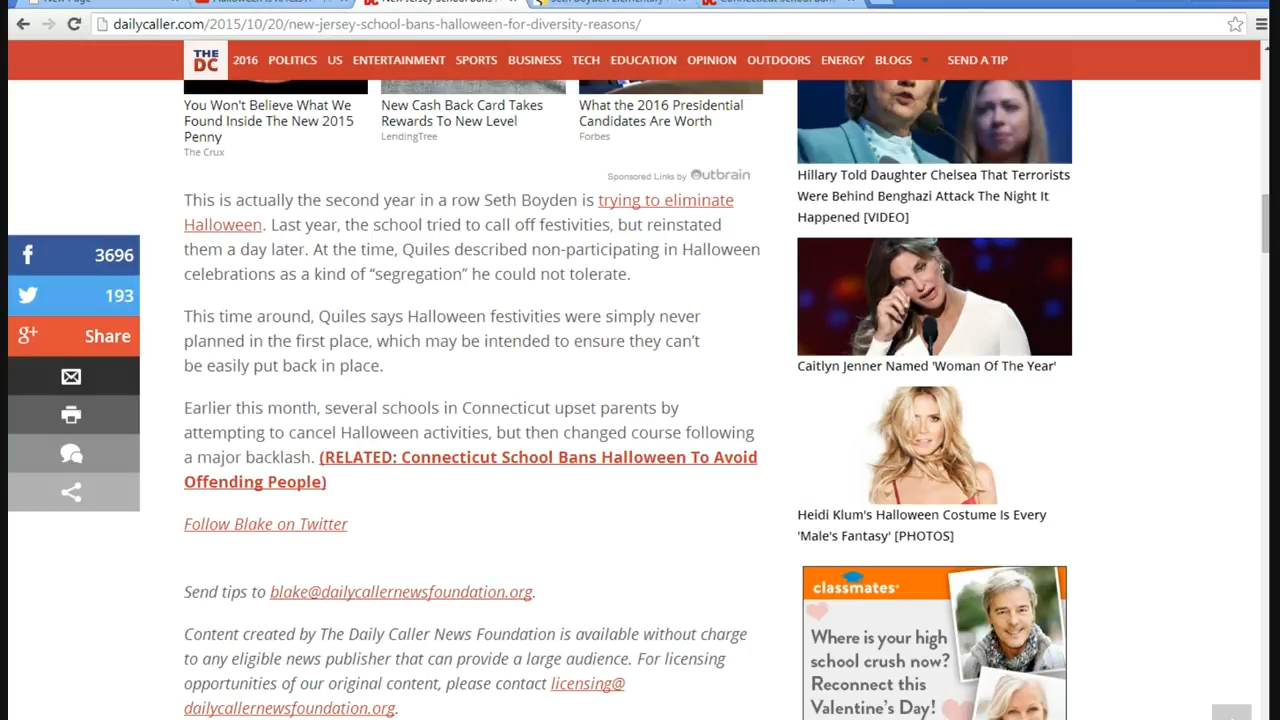 dailycaller.com/2015/10/20/new-jersey-school-bans-halloween-for-diversity-reasons/
THE DC
2016 POLITICS US ENTERTAINMENT SPORTS BUSINESS TECH EDUCATION OPINION OUTDOORS ENERGY BLOGS SEND A TIP
You Won't Believe What We
Found Inside The New 2015
Penny
The Crux
New Cash Back Card Takes
Rewards To New Level
LendingTree
What the 2016 Presidential
Candidates Are Worth
Forbes
Sponsored Links by Outbrain
This is actually the second year in a row Seth Boyden is trying to eliminate
Halloween. Last year, the school tried to call off festivities, but reinstated
them a day later. At the time, Quiles described non-participating in Halloween
celebrations as a kind of “segregation” he could not tolerate.
This time around, Quiles says Halloween festivities were simply never
planned in the first place, which may be intended to ensure they can’t
be easily put back in place.
Earlier this month, several schools in Connecticut upset parents by
attempting to cancel Halloween activities, but then changed course following
a major backlash. (RELATED: Connecticut School Bans Halloween To Avoid
Offending People)
Follow Blake on Twitter
Send tips to blake@dailycallernewsfoundation.org.
Content created by The Daily Caller News Foundation is available without charge
to any eligible news publisher that can provide a large audience. For licensing
opportunities of our original content, please contact licensing@
dailycallernewsfoundation.org.
3696
193
Share
Hillary Told Daughter Chelsea That Terrorists
Were Behind Benghazi Attack The Night It
Happened [VIDEO]
Caitlyn Jenner Named 'Woman Of The Year'
Heidi Klum's Halloween Costume Is Every
'Male's Fantasy' [PHOTOS]
classmates
Where is your high
school crush now?
Reconnect this
Valentine’s Day!